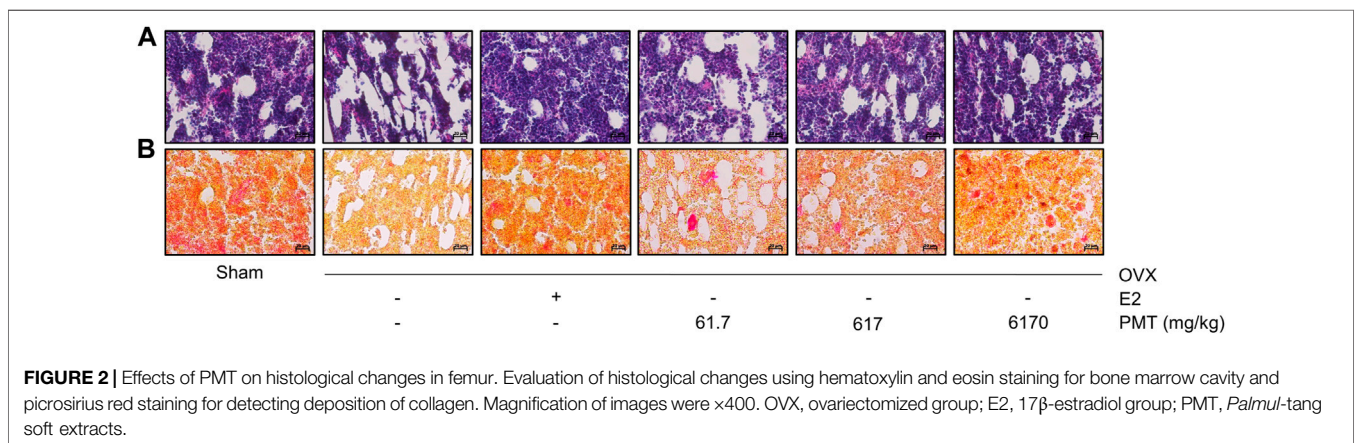 A
B
Sham
OVX
- + - - - E2
- - 61.7 617 6170 PMT (mg/kg)
FIGURE 2 | Effects of PMT on histological changes in femur. Evaluation of histological changes using hematoxylin and eosin staining for bone marrow cavity and
picrosirius red staining for detecting deposition of collagen. Magnification of images were ×400. OVX, ovariectomized group; E2, 17β-estradiol group; PMT, Palmul-tang
soft extracts.